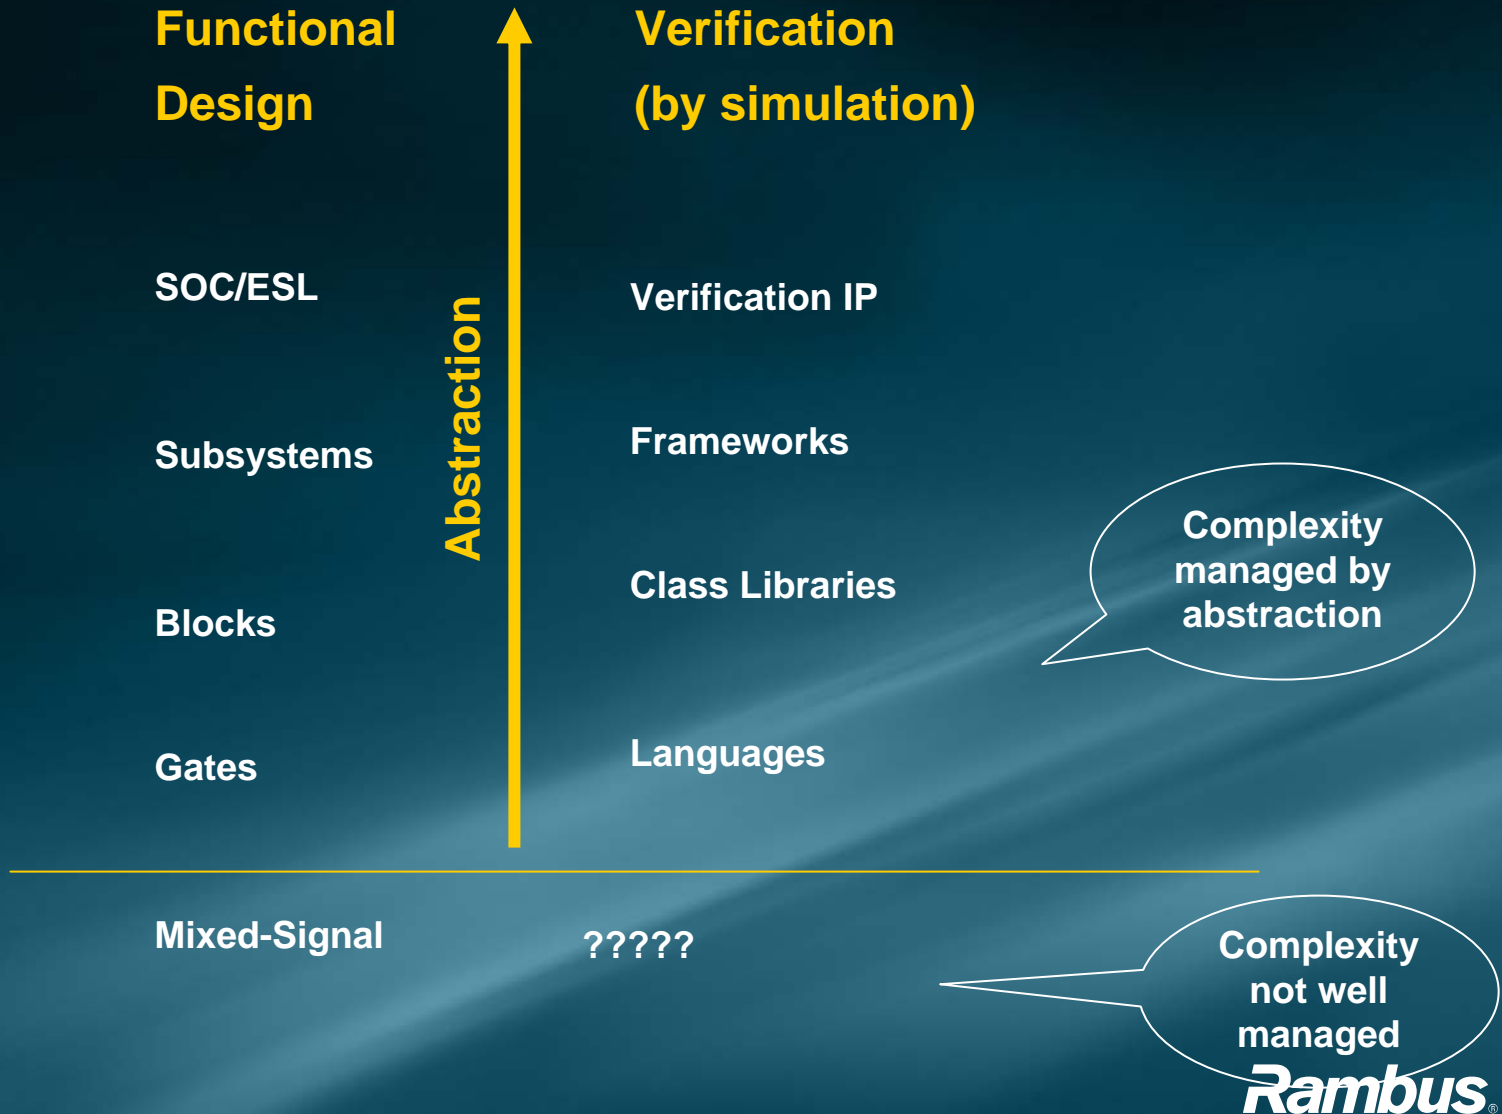 Functional
Design
Verification
(by simulation)
Abstraction
SOC/ESL
Verification IP
Subsystems
Frameworks
Blocks
Class Libraries
Gates
Languages
Complexity
managed by
abstraction
Mixed-Signal
?????
Complexity
not well
managed
Rambus®